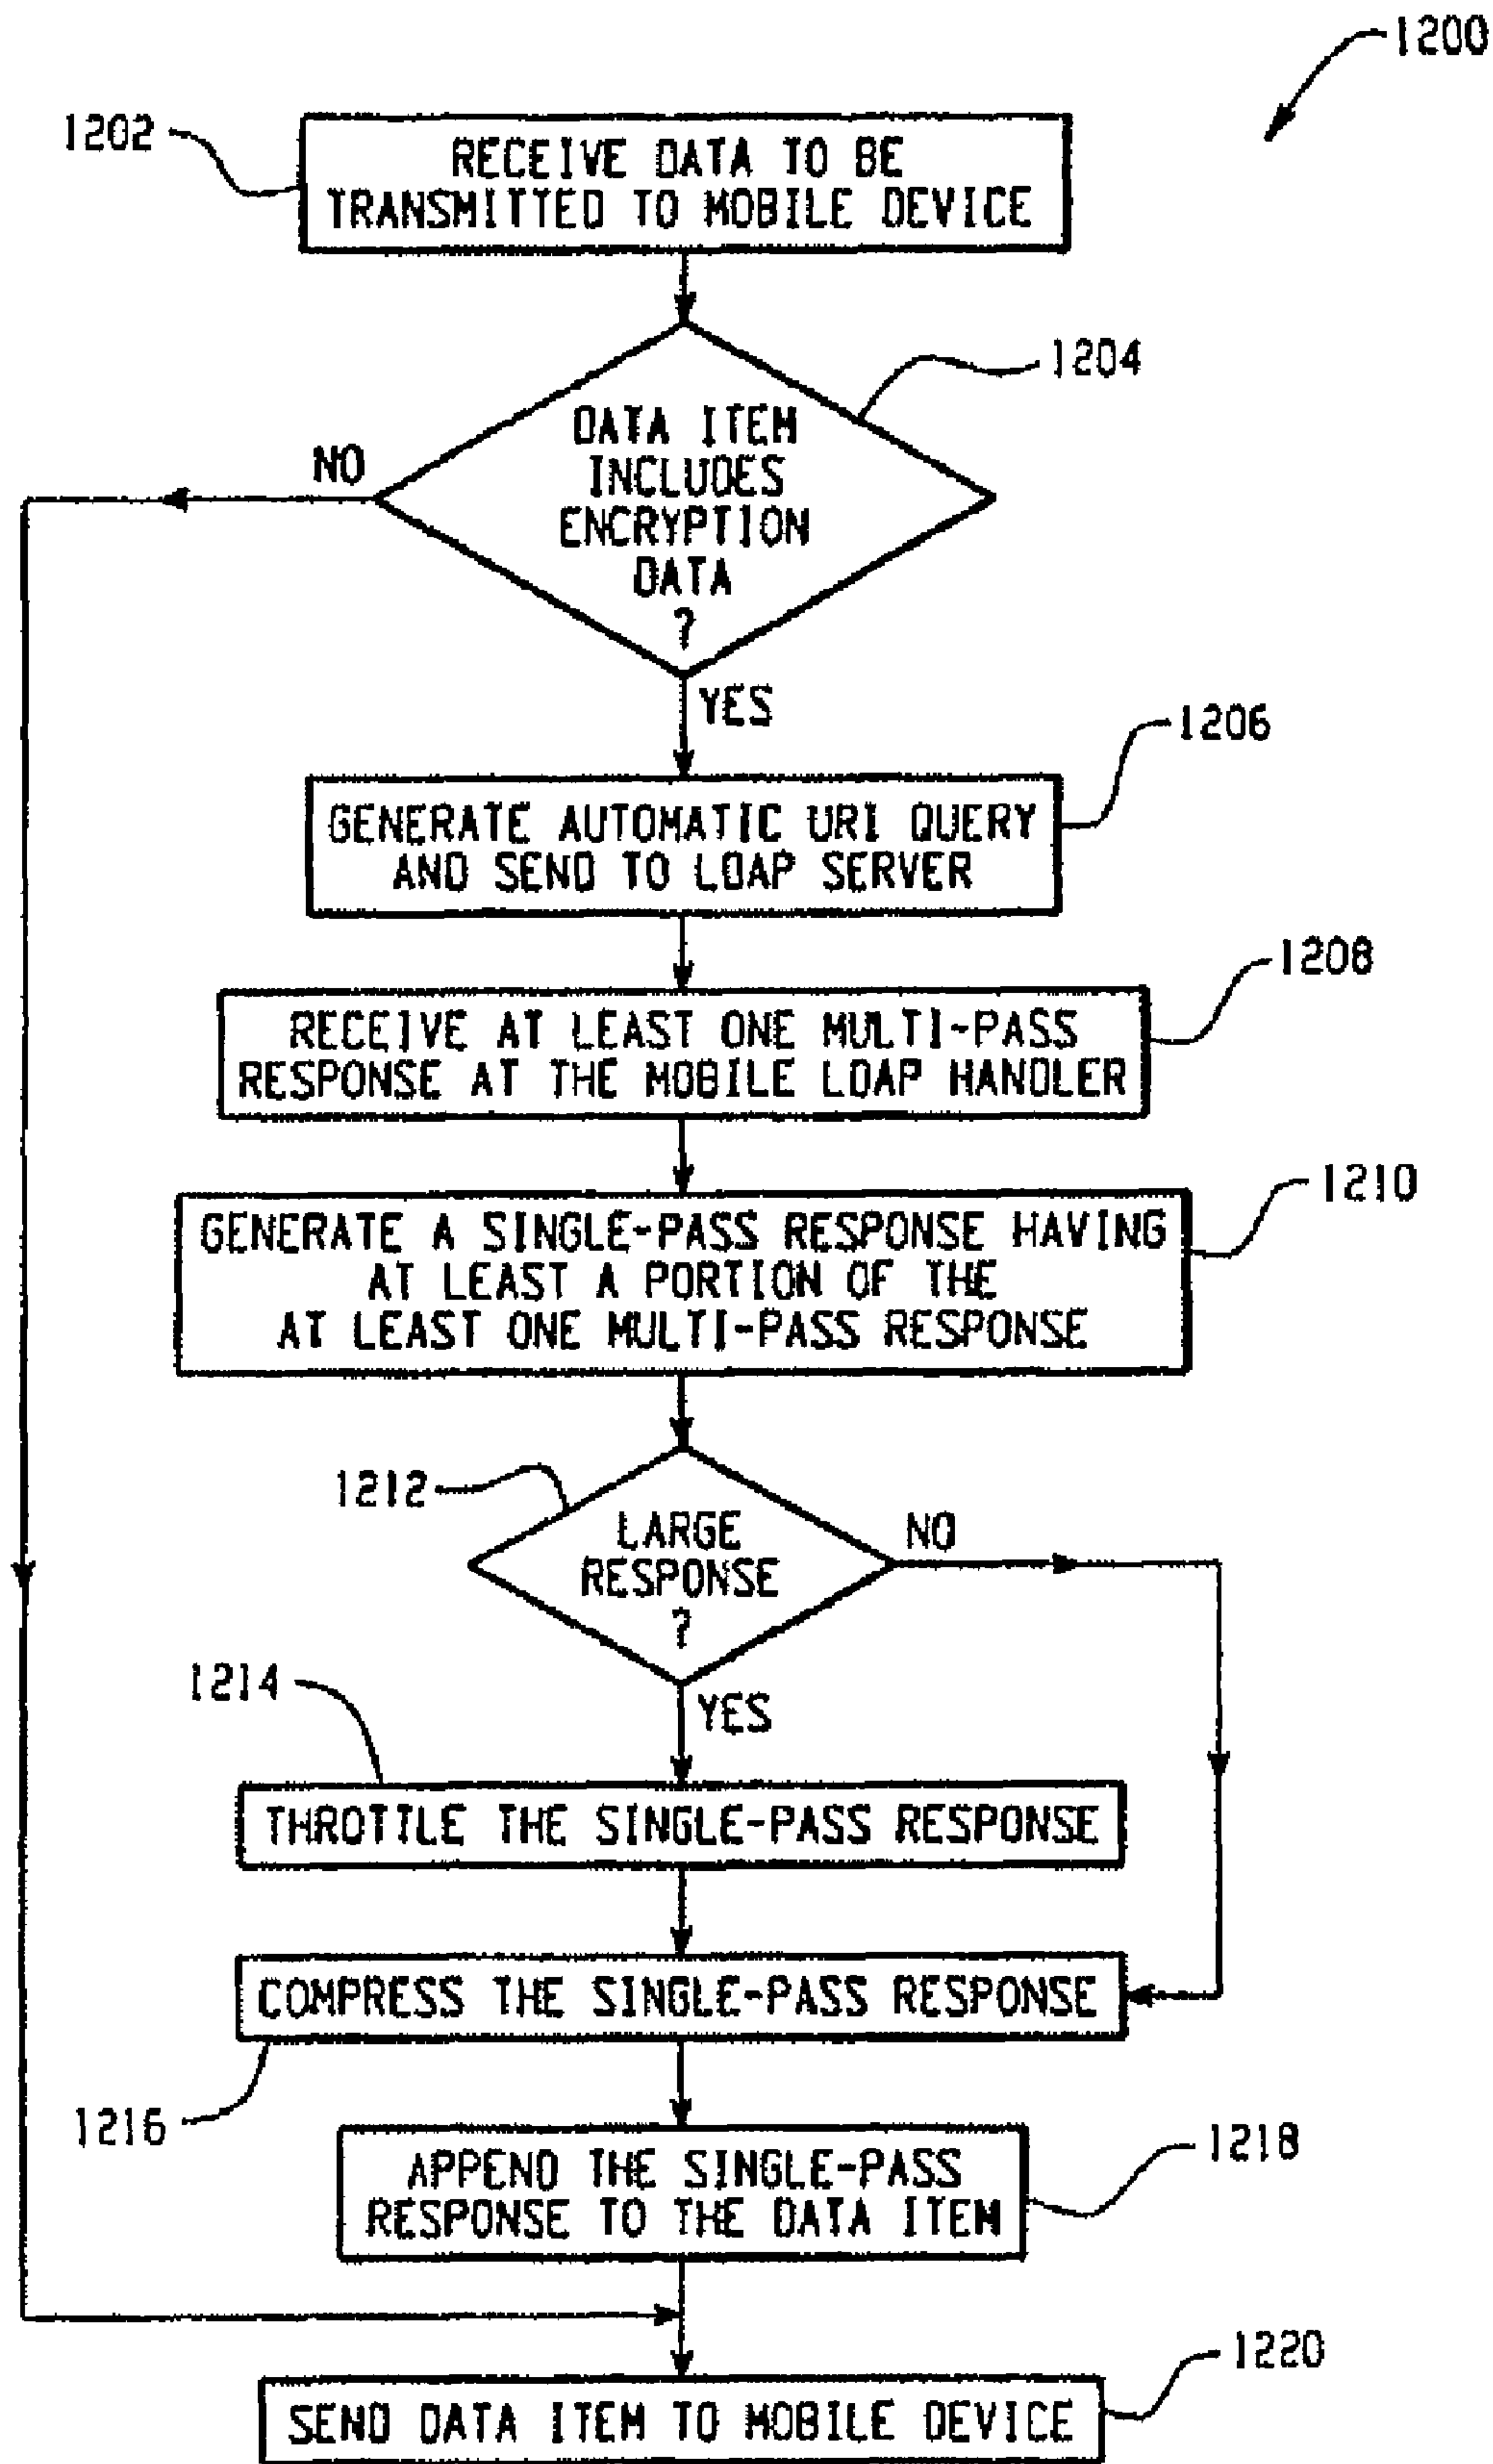 1200
1202
RECEIVE DATA TO BE
TRANSMITTED TO MOBILE DEVICE
1204
DATA ITEM
INCLUDES
ENCRYPTION
DATA
?
NO
YES
1206
GENERATE AUTOMATIC URI QUERY
AND SEND TO LDAP SERVER
1208
RECEIVE AT LEAST ONE MULTI-PASS
RESPONSE AT THE MOBILE LDAP HANDLER
1210
GENERATE A SINGLE-PASS RESPONSE HAVING
AT LEAST A PORTION OF THE
AT LEAST ONE MULTI-PASS RESPONSE
1212
LARGE
RESPONSE
?
NO
YES
1214
THROTTLE THE SINGLE-PASS RESPONSE
COMPRESS THE SINGLE-PASS RESPONSE
1216
1218
APPEND THE SINGLE-PASS
RESPONSE TO THE DATA ITEM
1220
SEND DATA ITEM TO MOBILE DEVICE